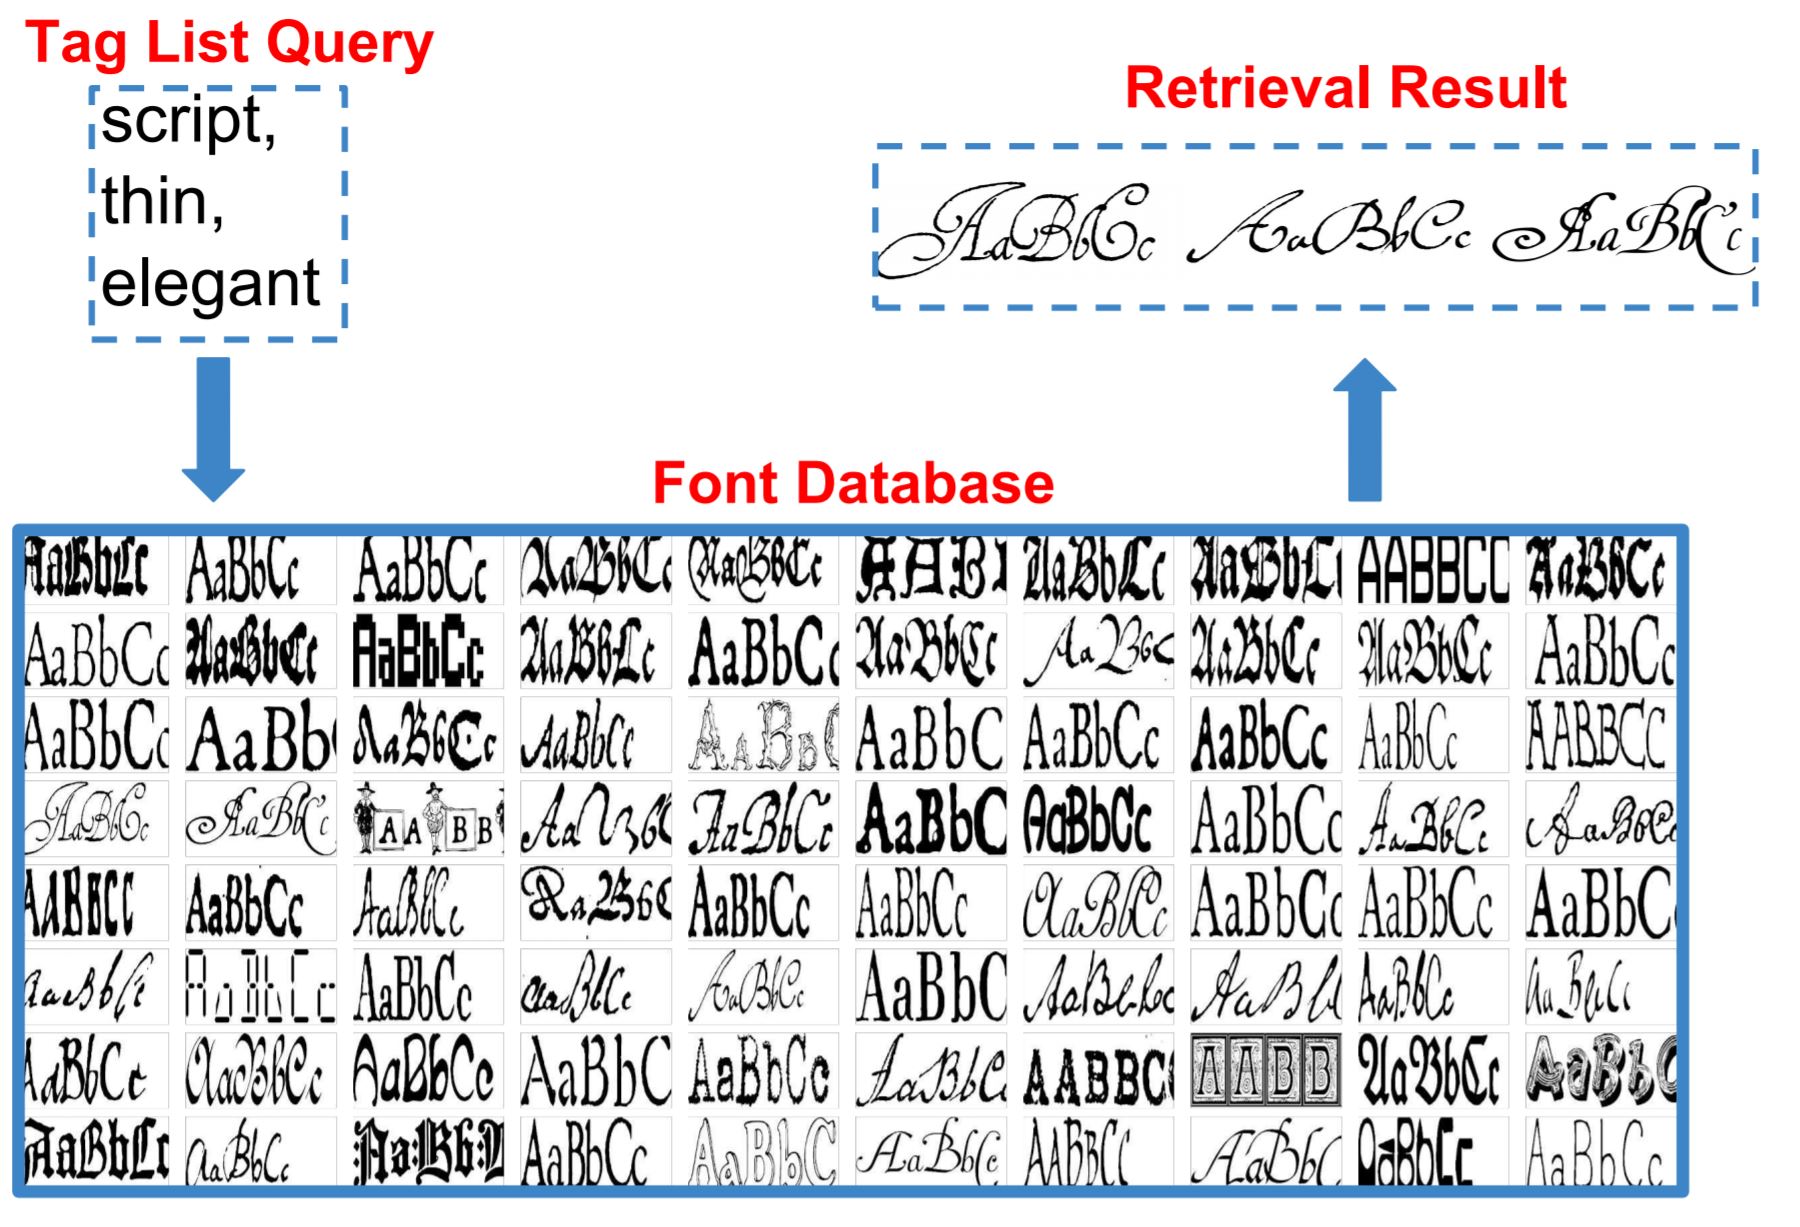 Tag List Query
script,
thin,
elegant
Retrieval Result
AaBbCc AaBbCc AaBbCc
Font Database
AaBbCc AaBbCc AaBbCc AaBbCc AaBbCc AAB AaBbCc AaBbC AABBCC AaBbCc
AaBbCc AaBbCc AaBbCc AaBbCc AaBbCc AaBbCc AaBbC AaBbCc AaBbCc AaBbCc
AaBbCc AaBb AaBbCc AaBbCc AABB AaBbC AaBbCc AaBbCc AaBbCc AABBCC
AaBbCc AaBbCc AABB AaBbC AaBbCc AaBbC AaBbCc AaBbCc AaBbCc AaBbCc
AABBCC AaBbCc AaBbCc AaBbC AaBbCc AaBbCc AaBbCc AaBbCc AaBbCc AaBbC
AaBbCc AaBbCc AaBbCc AaBbCc AaBbCc AaBbC AaBbCc AaBb AaBbCc AaBbCc
AaBbCc AaBbCc AaBbCc AaBbC AaBbCc AaBbC AABBC AABB AaBbCc AaBbC
AaBbCc AaBbCc AaBb AaBbCc AaBbC AaBbCc AABBCC AaBbC AaBbCc AaBbCc